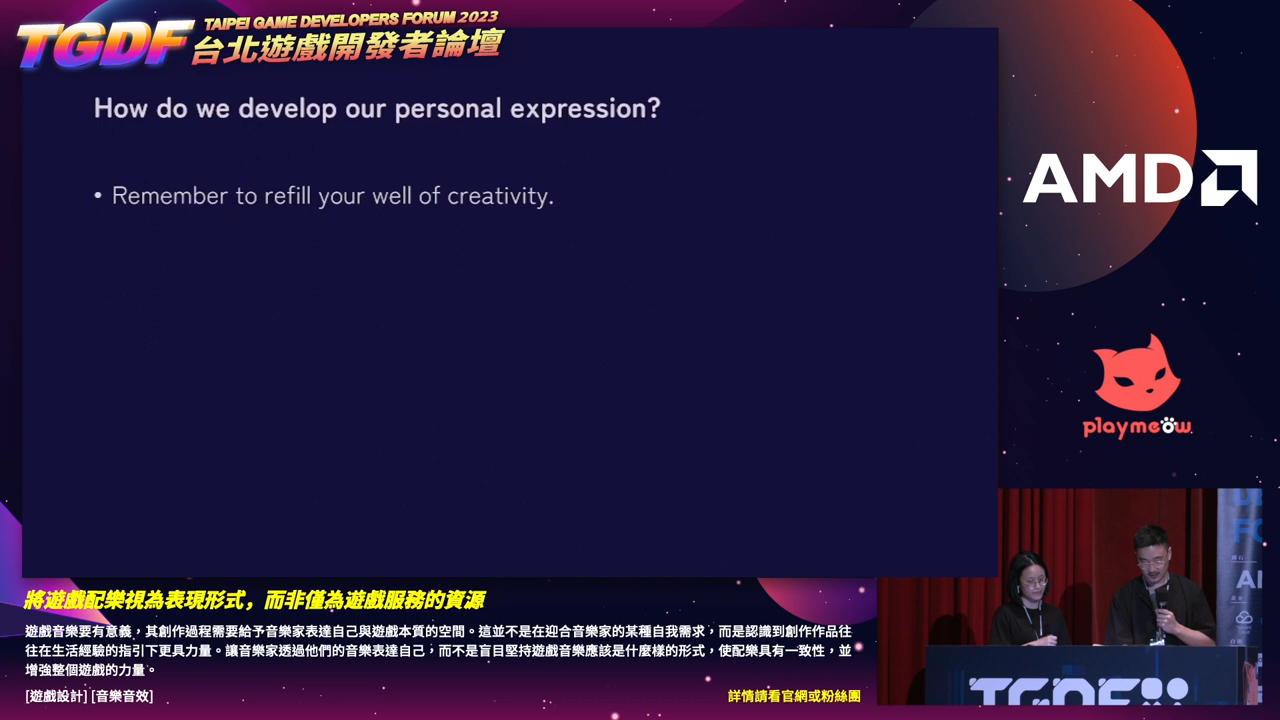 TGDF
TAIPEI GAME DEVELOPERS FORUM 2023
台北遊戲開發者論壇
How do we develop our personal expression?
• Remember to refill your well of creativity.
AMD
playmeow
將遊戲配樂視為表現形式，而非僅為遊戲服務的資源
遊戲音樂要有意義，其創作過程需要給予音樂家表達自己與遊戲本質的空間。這並不是在迎合音樂家的某種自我需求，而是認識到創作作品往
往在生活經驗的指引下更具力量。讓音樂家透過他們的音樂表達自己，而不是盲目堅持遊戲音樂應該是什麼樣的形式，使配樂具有一致性，並
增強整個遊戲的力量。
[遊戲設計] [音樂音效]
詳情請看官網或粉絲團
TGDF